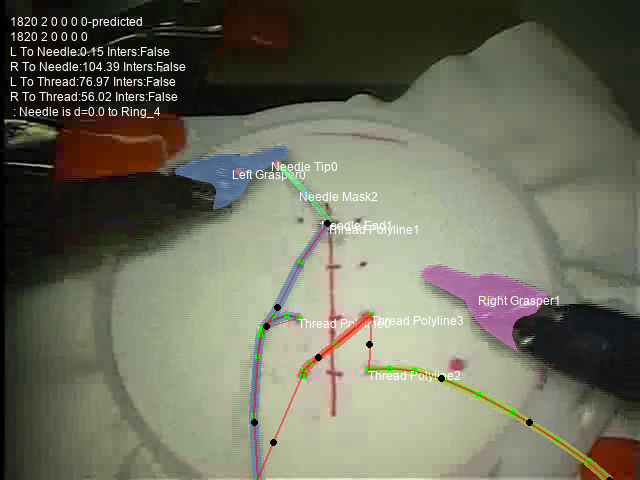 1820 2 0 0 0 0-predicted
1820 2 0 0 0 0
L To Needle:0.15 Inters:False
R To Needle:104.39 Inters:False
L To Thread:76.97 Inters:False
R To Thread:56.02 Inters:False
: Needle is d=0.0 to Ring_4
Needle Tip0
Left Grasper0
Needle Mask2
Needle End1
Thread Polyline1
Right Grasper1
Thread Polyline3
Thread Polyline2